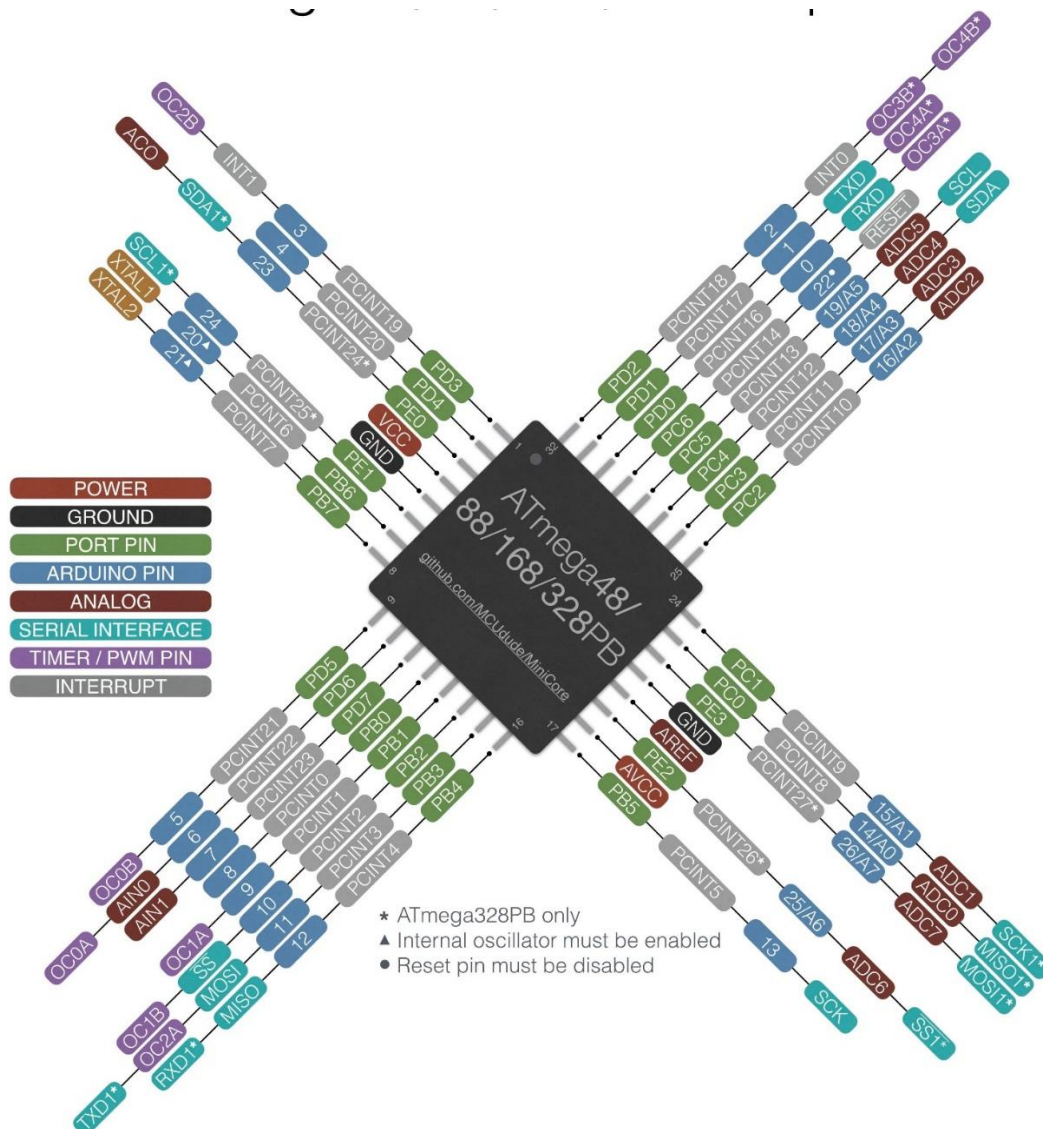 OC2B INT1 3 PCINT19 PD3
ACO 4 PCINT20 PD4
SDA1* 23 PCINT24* PE0
VCC
GND
SCL1* 24 PCINT25* PE1
XTAL1 20▲ PCINT6 PB6
XTAL2 21▲ PCINT7 PB7
OC4B* OC3B* INT0 2 PCINT18 PD2
OC4A* TXD 1 PCINT17 PD1
OC3A* RXD 0 PCINT16 PD0
RESET 22● PCINT14 PC6
SCL ADC5 19/A5 PCINT13 PC5
SDA ADC4 18/A4 PCINT12 PC4
ADC3 17/A3 PCINT11 PC3
ADC2 16/A2 PCINT10 PC2
1
32
ATmega48/
88/168/328PB
github.com/MCUdude/MiniCore
8
9
25
24
16
17
POWER
GROUND
PORT PIN
ARDUINO PIN
ANALOG
SERIAL INTERFACE
TIMER / PWM PIN
INTERRUPT
PD5 PCINT21 5 OC0B
PD6 PCINT22 6 AIN0 OC0A
PD7 PCINT23 7 AIN1
PB0 PCINT0 8
PB1 PCINT1 9 OC1A
PB2 PCINT2 10 SS OC1B
PB3 PCINT3 11 MOSI OC2A TXD1*
PB4 PCINT4 12 MISO RXD1*
PC1 PCINT9 15/A1 ADC1 SCK1*
PC0 PCINT8 14/A0 ADC0 MISO1*
PE3 PCINT27* 26/A7 ADC7 MOSI1*
GND
AREF
PE2 PCINT26* 25/A6 ADC6 SS1*
AVCC
PB5 PCINT5 13 SCK
* ATmega328PB only
▲ Internal oscillator must be enabled
● Reset pin must be disabled